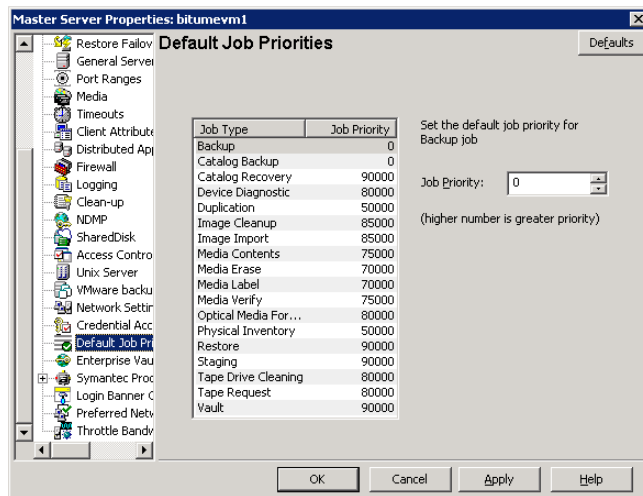 Master Server Properties: bitumevm1
Restore Failov
General Server
Port Ranges
Media
Timeouts
Client Attribute
Distributed App
Firewall
Logging
Clean-up
NDMP
SharedDisk
Access Contro
Unix Server
VMware backu
Network Settin
Credential Acc
Default Job Pri
Enterprise Vau
Symantec Proc
Login Banner C
Preferred Netw
Throttle Bandw
Default Job Priorities
Defaults
Job Type Job Priority
Backup 0
Catalog Backup 0
Catalog Recovery 90000
Device Diagnostic 80000
Duplication 50000
Image Cleanup 85000
Image Import 85000
Media Contents 75000
Media Erase 70000
Media Label 70000
Media Verify 75000
Optical Media For... 80000
Physical Inventory 50000
Restore 90000
Staging 90000
Tape Drive Cleaning 80000
Tape Request 80000
Vault 90000
Set the default job priority for
Backup job
Job Priority: 0
(higher number is greater priority)
OK Cancel Apply Help